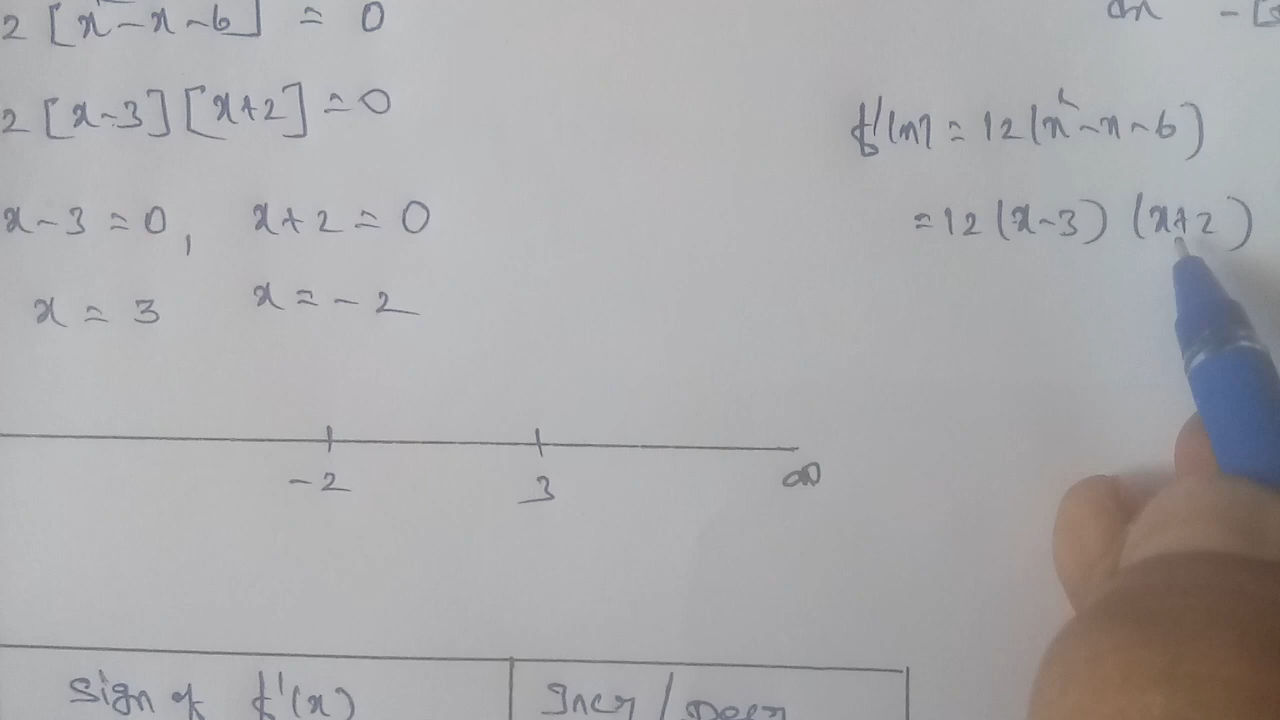 2 [x²-x-6] = 0
2 [x-3] [x+2] = 0
x-3 = 0, x+2 = 0
x = 3 x = -2
f'(x) = 12(x²-x-6)
= 12 (x-3) (x+2)
-2 3 ∞
Sign of f'(x) Incr / Decr